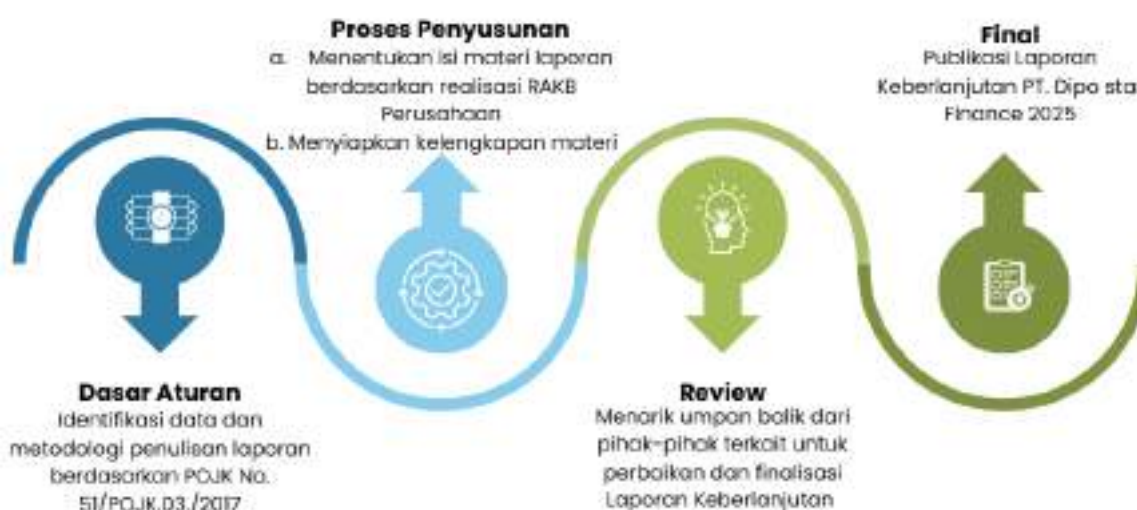 Dasar Aturan
Identifikasi data dan
metodologi penulisan laporan
berdasarkan POJK No.
51/POJK.03./2017
Proses Penyusunan
a. Menentukan isi materi laporan
berdasarkan realisasi RAKB
Perusahaan
b. Menyiapkan kelengkapan materi
Review
Menarik umpan balik dari
pihak-pihak terkait untuk
perbaikan dan finalisasi
Laporan Keberlanjutan
Final
Publikasi Laporan
Keberlanjutan PT. Dipo sta
Finance 2025